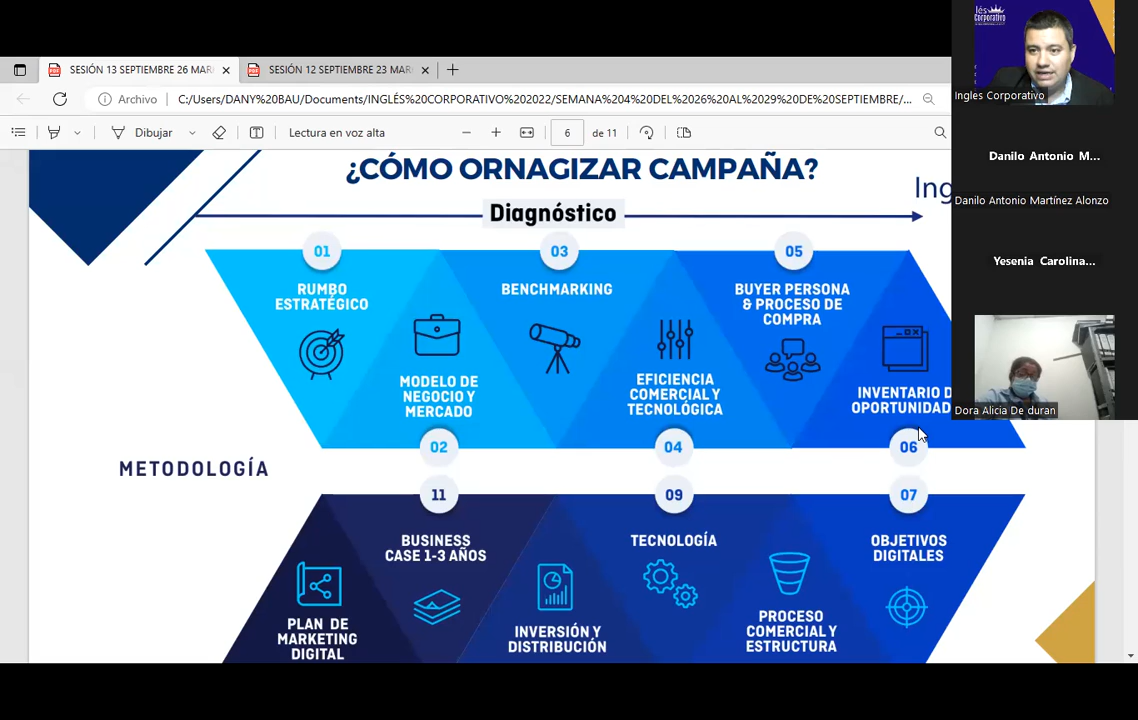 SESIÓN 13 SEPTIEMBRE 26 MAR
SESIÓN 12 SEPTIEMBRE 23 MAR
Archivo
C:/Users/DANY%20BAU/Documents/INGLÉS%20CORPORATIVO%202022/SEMANA%204%20DEL%2026%20AL%2029%20DE%20SEPTIEMBRE/...
Dibujar
Lectura en voz alta
6
de 11
¿CÓMO ORNAGIZAR CAMPAÑA?
Ing
Diagnóstico
01
03
05
RUMBO
ESTRATÉGICO
BENCHMARKING
BUYER PERSONA
& PROCESO DE
COMPRA
MODELO DE
NEGOCIO Y
MERCADO
EFICIENCIA
COMERCIAL Y
TECNOLÓGICA
INVENTARIO D
OPORTUNIDAD
02
04
06
METODOLOGÍA
11
09
07
BUSINESS
CASE 1-3 AÑOS
TECNOLOGÍA
OBJETIVOS
DIGITALES
PLAN DE
MARKETING
DIGITAL
INVERSIÓN Y
DISTRIBUCIÓN
PROCESO
COMERCIAL Y
ESTRUCTURA
lés
Corporativo
Ingles Corporativo
Danilo Antonio M...
Danilo Antonio Martínez Alonzo
Yesenia Carolina...
Dora Alicia De duran